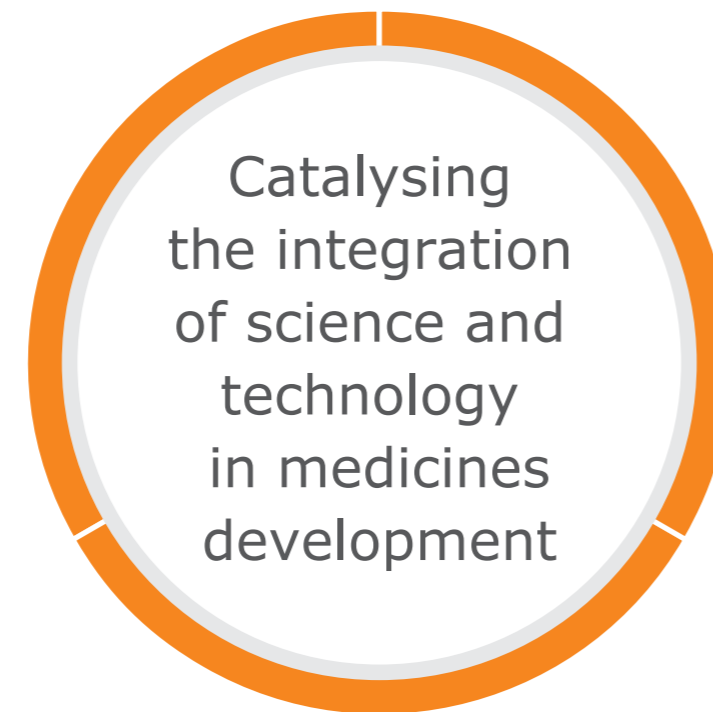 Catalysing
the integration
of science and
technology
in medicines
development